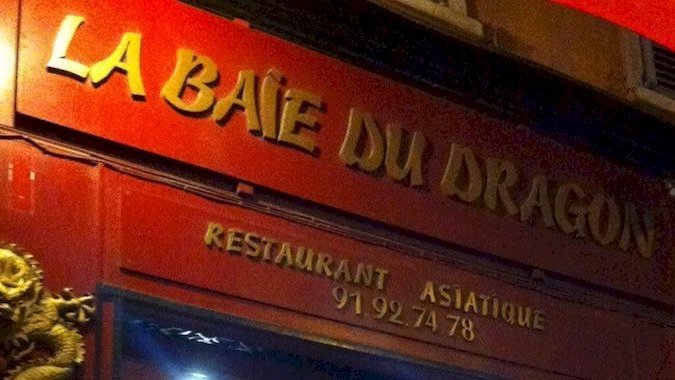 LA BAÏE DU DRAGON
RESTAURANT ASIATIQUE
91.92.74 78